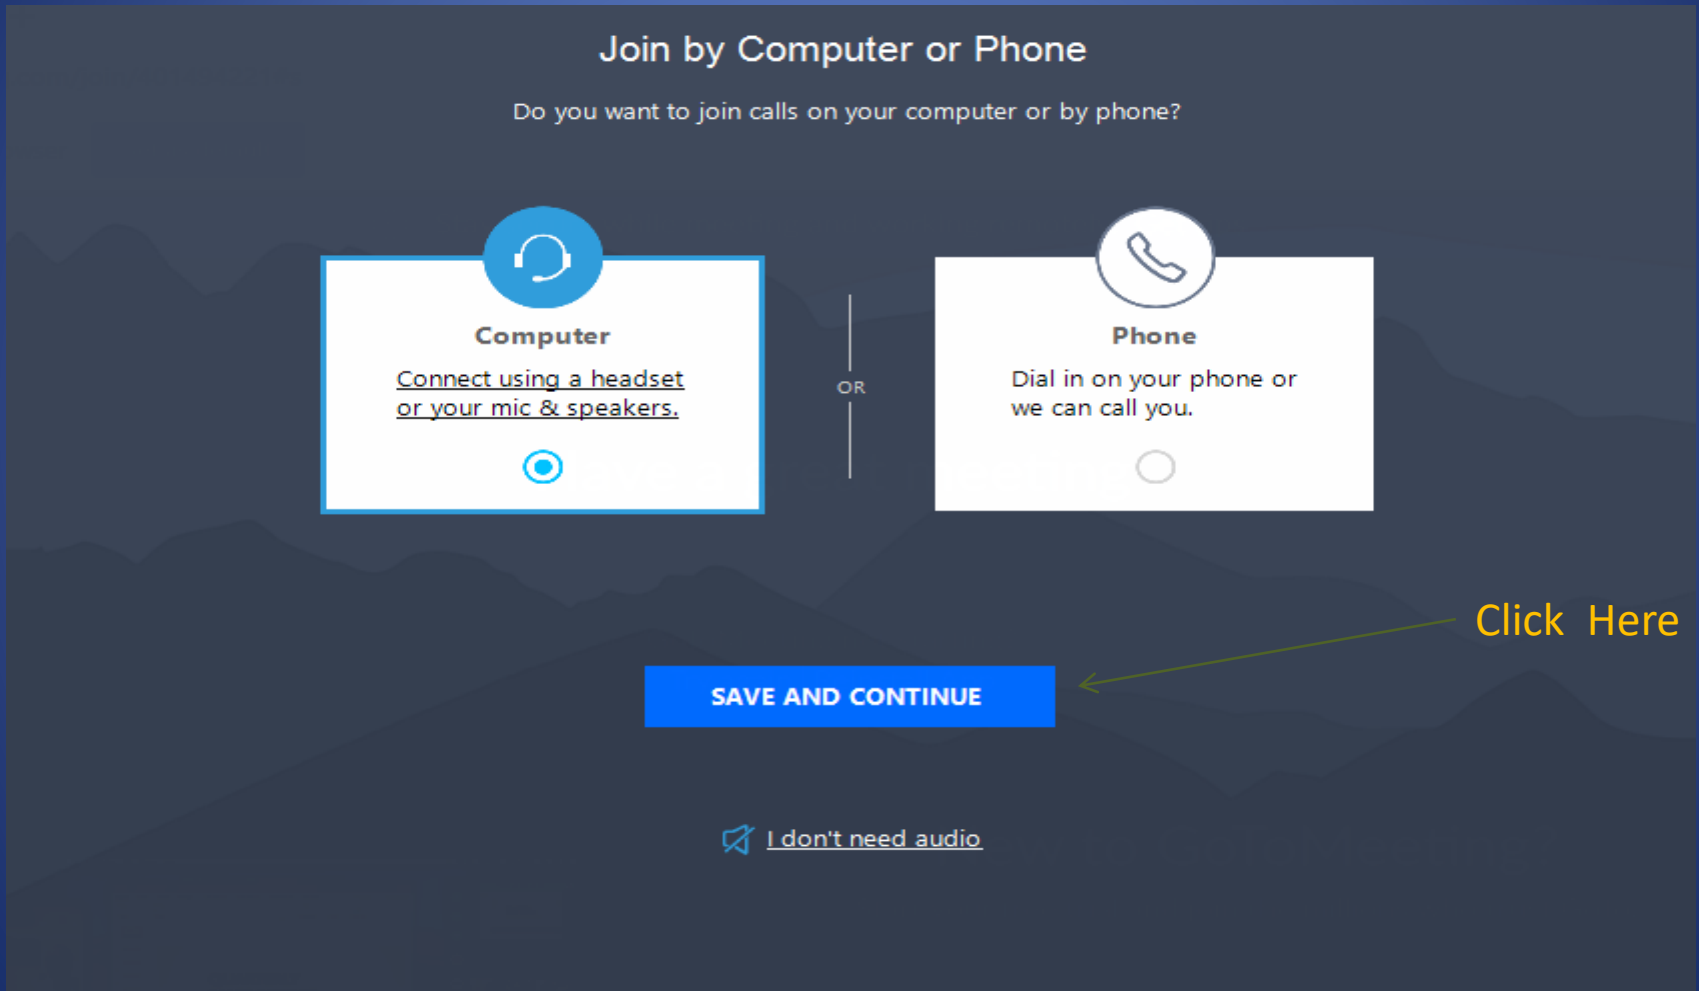 Join by Computer or Phone
Do you want to join calls on your computer or by phone?
Computer
Connect using a headset
or your mic & speakers.
OR
Phone
Dial in on your phone or
we can call you.
Click Here
SAVE AND CONTINUE
I don't need audio